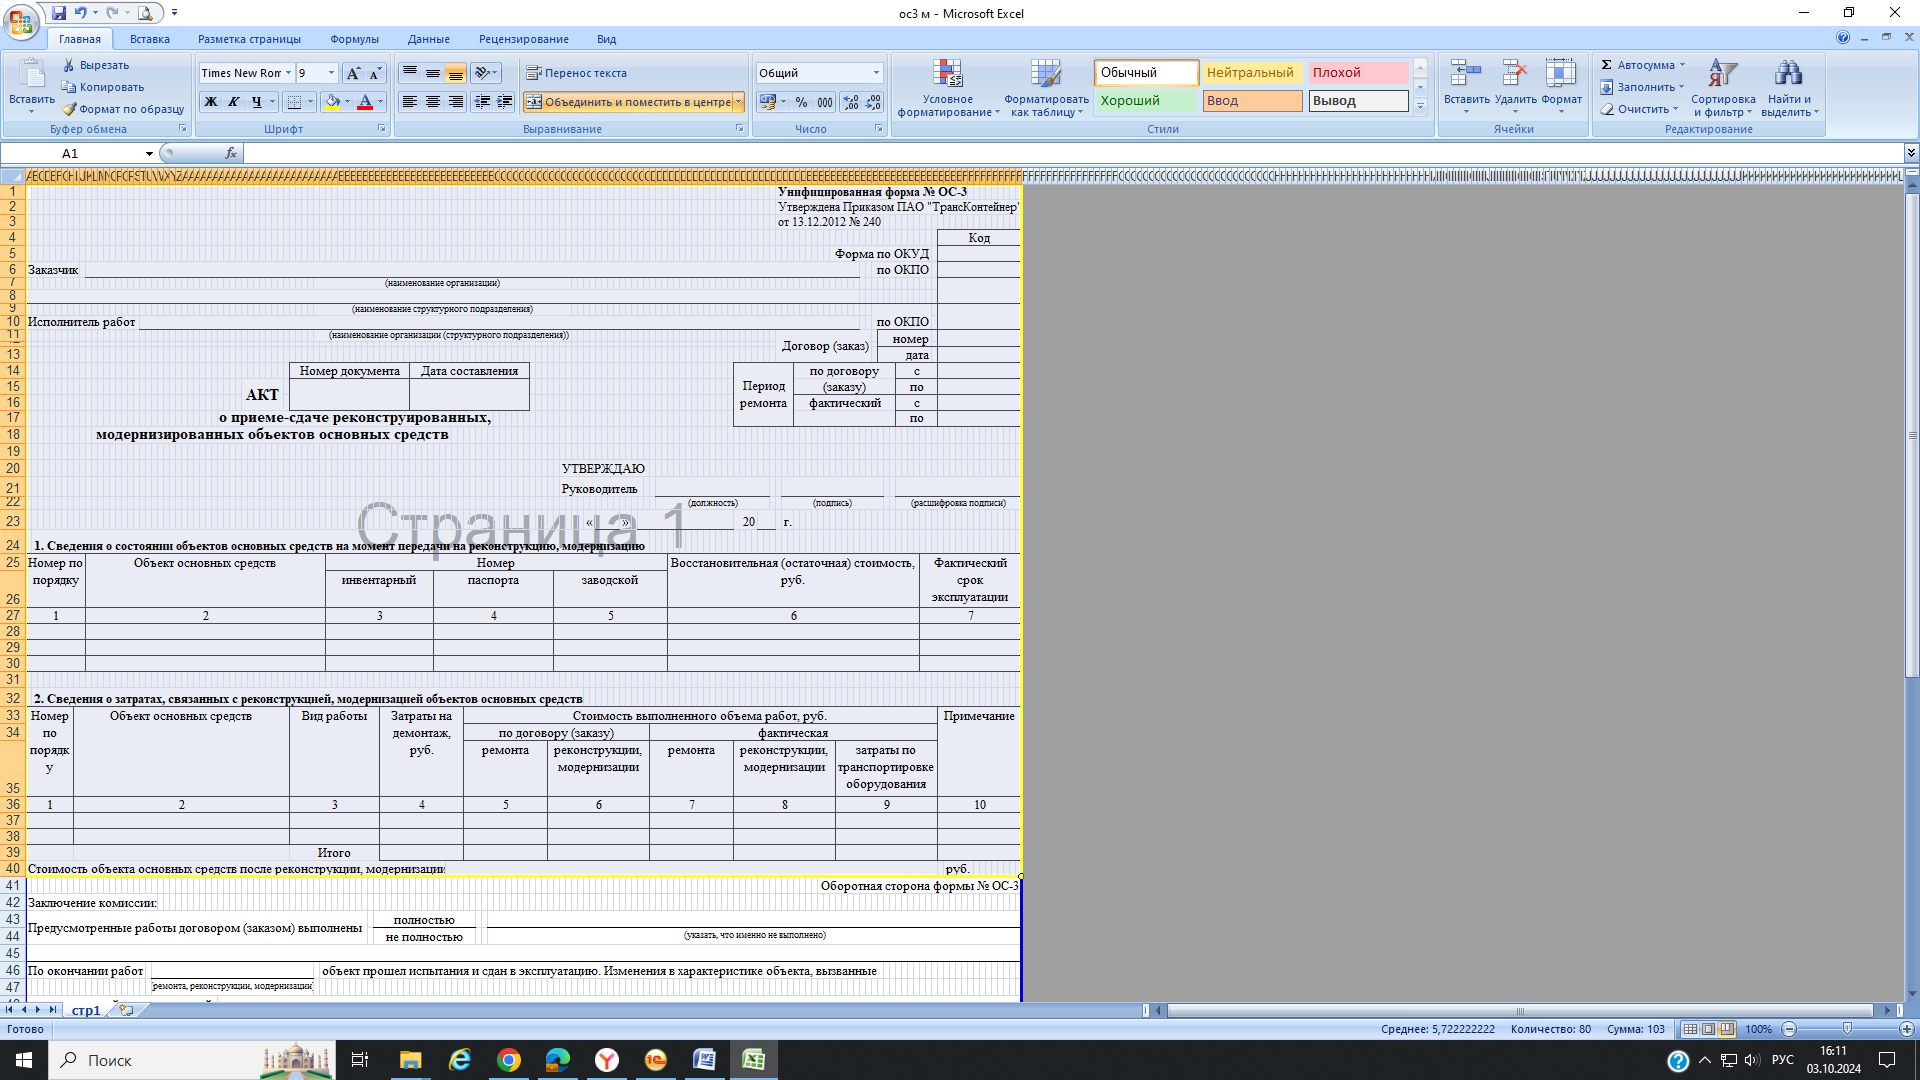 ос3 м - Microsoft Excel
Главная Вставка Разметка страницы Формулы Данные Рецензирование Вид
Вставить
Вырезать
Копировать
Формат по образцу
Буфер обмена
Times New Ror 9
Ж К Ч
Шрифт
Перенос текста
Объединить и поместить в центре
Выравнивание
Общий
% 000
Число
Условное форматирование
Форматировать как таблицу
Обычный Нейтральный Плохой
Хороший Ввод Вывод
Стили
Вставить Удалить Формат
Ячейки
Автосумма
Заполнить
Очистить
Сортировка и фильтр
Найти и выделить
Редактирование
A1
fx
Унифицированная форма № ОС-3
Утверждена Приказом ПАО "ТрансКонтейнер"
от 13.12.2012 № 240
Код
Форма по ОКУД
Заказчик по ОКПО
(наименование организации)
(наименование структурного подразделения)
Исполнитель работ по ОКПО
(наименование организации (структурного подразделения))
Договор (заказ) номер
дата
Номер документа Дата составления
АКТ
Период ремонта
по договору (заказу) с
по
фактический с
по
о приеме-сдаче реконструированных,
модернизированных объектов основных средств
УТВЕРЖДАЮ
Руководитель
(должность) (подпись) (расшифровка подписи)
« » 20 г.
Страница 1
1. Сведения о состоянии объектов основных средств на момент передачи на реконструкцию, модернизацию
Номер по порядку
Объект основных средств
Номер
инвентарный паспорта заводской
Восстановительная (остаточная) стоимость, руб.
Фактический срок эксплуатации
1 2 3 4 5 6 7
2. Сведения о затратах, связанных с реконструкцией, модернизацией объектов основных средств
Номер по порядку
Объект основных средств
Вид работы
Затраты на демонтаж, руб.
Стоимость выполненного объема работ, руб.
по договору (заказу) фактическая
ремонта
реконструкции, модернизации
ремонта
реконструкции, модернизации
затраты по транспортировке оборудования
Примечание
1 2 3 4 5 6 7 8 9 10
Итого
Стоимость объекта основных средств после реконструкции, модернизации руб.
Оборотная сторона формы № ОС-3
Заключение комиссии:
Предусмотренные работы договором (заказом) выполнены
полностью
не полностью
(указать, что именно не выполнено)
По окончании работ объект прошел испытания и сдан в эксплуатацию. Изменения в характеристике объекта, вызванные
ремонта, реконструкции, модернизации
стр1
Готово
Среднее: 5,722222222 Количество: 80 Сумма: 103
100%
Поиск
РУС
16:11
03.10.2024